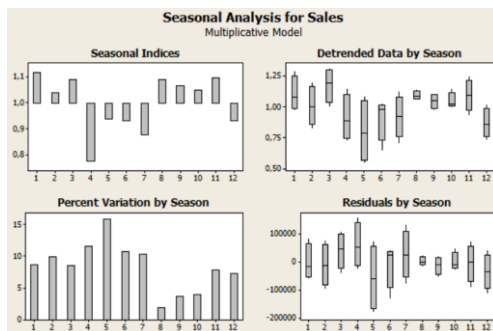 Seasonal Analysis for Sales
Multiplicative Model
Seasonal Indices
1,1
1,0
0,9
0,8
1 2 3 4 5 6 7 8 9 10 11 12
Detrended Data by Season
1,25
1,00
0,75
0,50
1 2 3 4 5 6 7 8 9 10 11 12
Percent Variation by Season
15
10
5
0
1 2 3 4 5 6 7 8 9 10 11 12
Residuals by Season
100000
0
-100000
-200000
1 2 3 4 5 6 7 8 9 10 11 12